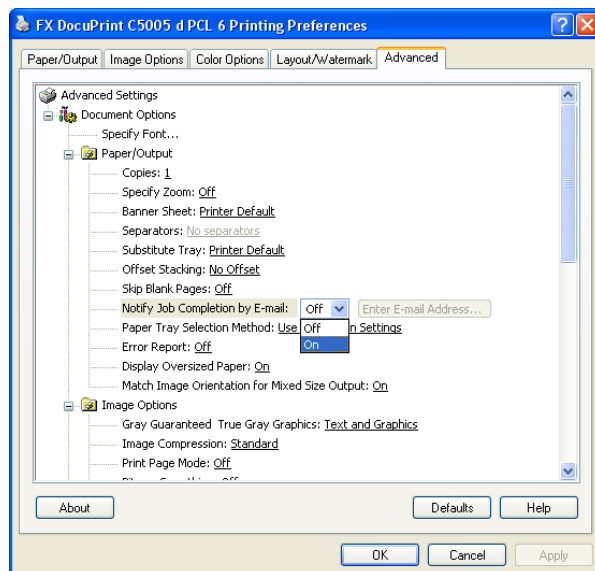 FX DocuPrint C5005 d PCL 6 Printing Preferences
Paper/Output Image Options Color Options Layout/Watermark Advanced
Advanced Settings
Document Options
Specify Font...
Paper/Output
Copies: 1
Specify Zoom: Off
Banner Sheet: Printer Default
Separators: No separators
Substitute Tray: Printer Default
Offset Stacking: No Offset
Skip Blank Pages: Off
Notify Job Completion by E-mail: Off Enter E-mail Address...
Off
On
Paper Tray Selection Method: Use n Settings
Error Report: Off
Display Oversized Paper: On
Match Image Orientation for Mixed Size Output: On
Image Options
Gray Guaranteed True Gray Graphics: Text and Graphics
Image Compression: Standard
Print Page Mode: Off
About Defaults Help
OK Cancel Apply